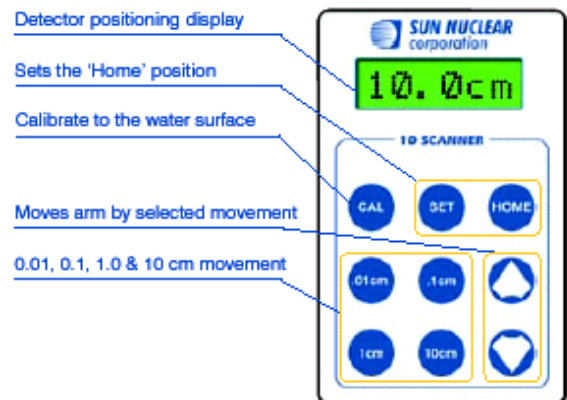 Detector positioning display
Sets the 'Home' position
Calibrate to the water surface
Moves arm by selected movement
0.01, 0.1, 1.0 & 10 cm movement
SUN NUCLEAR
corporation
10.0cm
1D SCANNER
CAL SET HOME
.01cm .1cm
1cm 10cm